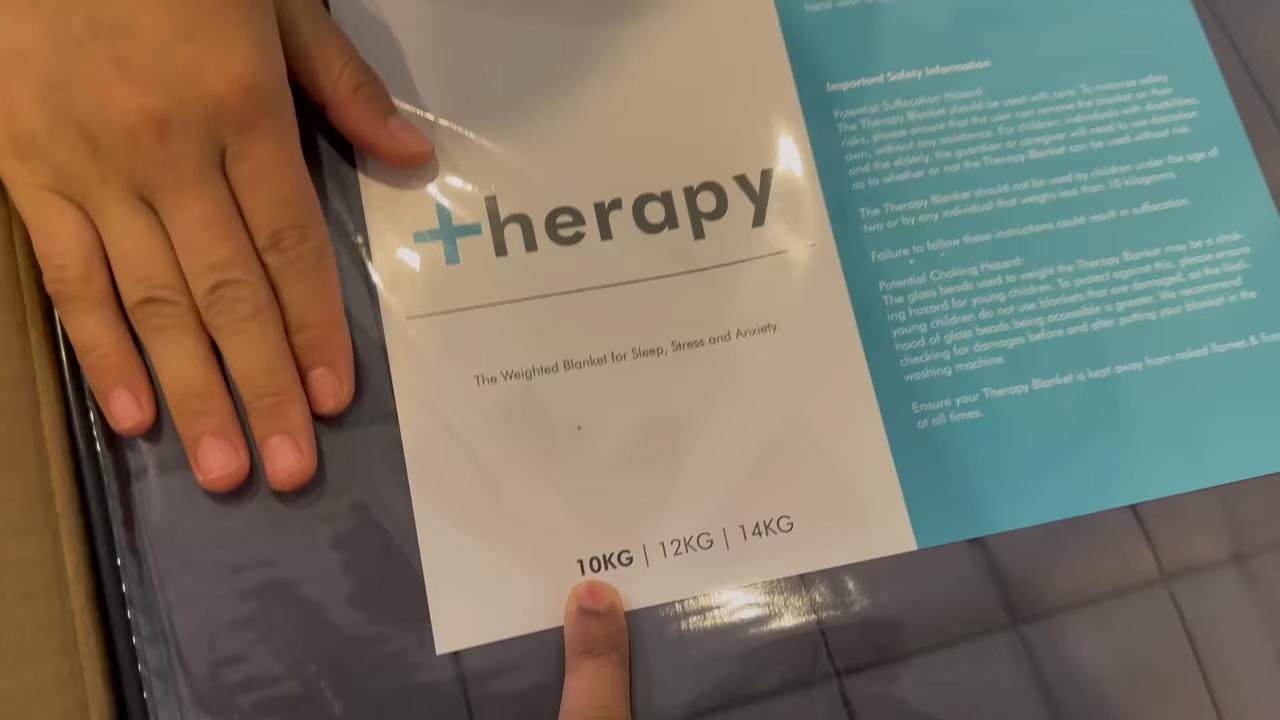 +herapy
The Weighted Blanket for Sleep, Stress and Anxiety.
10KG | 12KG | 14KG
Important Safety Information
Potential Suffocation Hazard:
The Therapy Blanket should be used with care. To minimise safety
risks, please ensure that the user can remove the blanket on their
own, without any assistance. For children, individuals with disabilities,
and the elderly, the guardian or caregiver will need to use discretion
as to whether or not the Therapy Blanket can be used without risk.
The Therapy Blanket should not be used by children under the age of
two or by any individual that weighs less than 10 kilograms.
Failure to follow these instructions could result in suffocation.
Potential Choking Hazard:
The glass beads used to weight the Therapy Blanket may be a chok-
ing hazard for young children. To protect against this, please ensure
young children do not use blankets that are damaged, as the likeli-
hood of glass beads being accessible is greater. We recommend
checking for damages before and after putting your blanket in the
washing machine.
Ensure your Therapy Blanket is kept away from naked flames &
at all times.